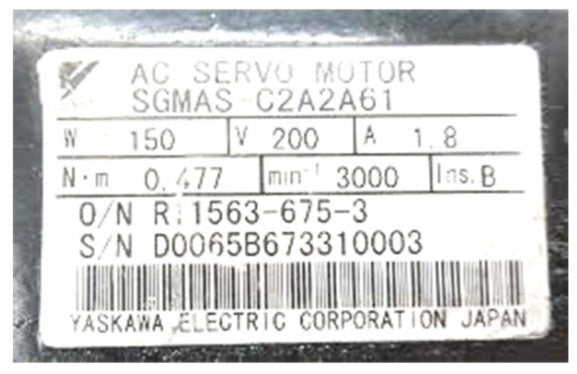 AC SERVO MOTOR
SGMAS-C2A2A61
W 150 V 200 A 1.8
N·m 0.477 min⁻¹ 3000 Ins. B
O/N R:1563-675-3
S/N D0065B673310003
YASKAWA ELECTRIC CORPORATION JAPAN